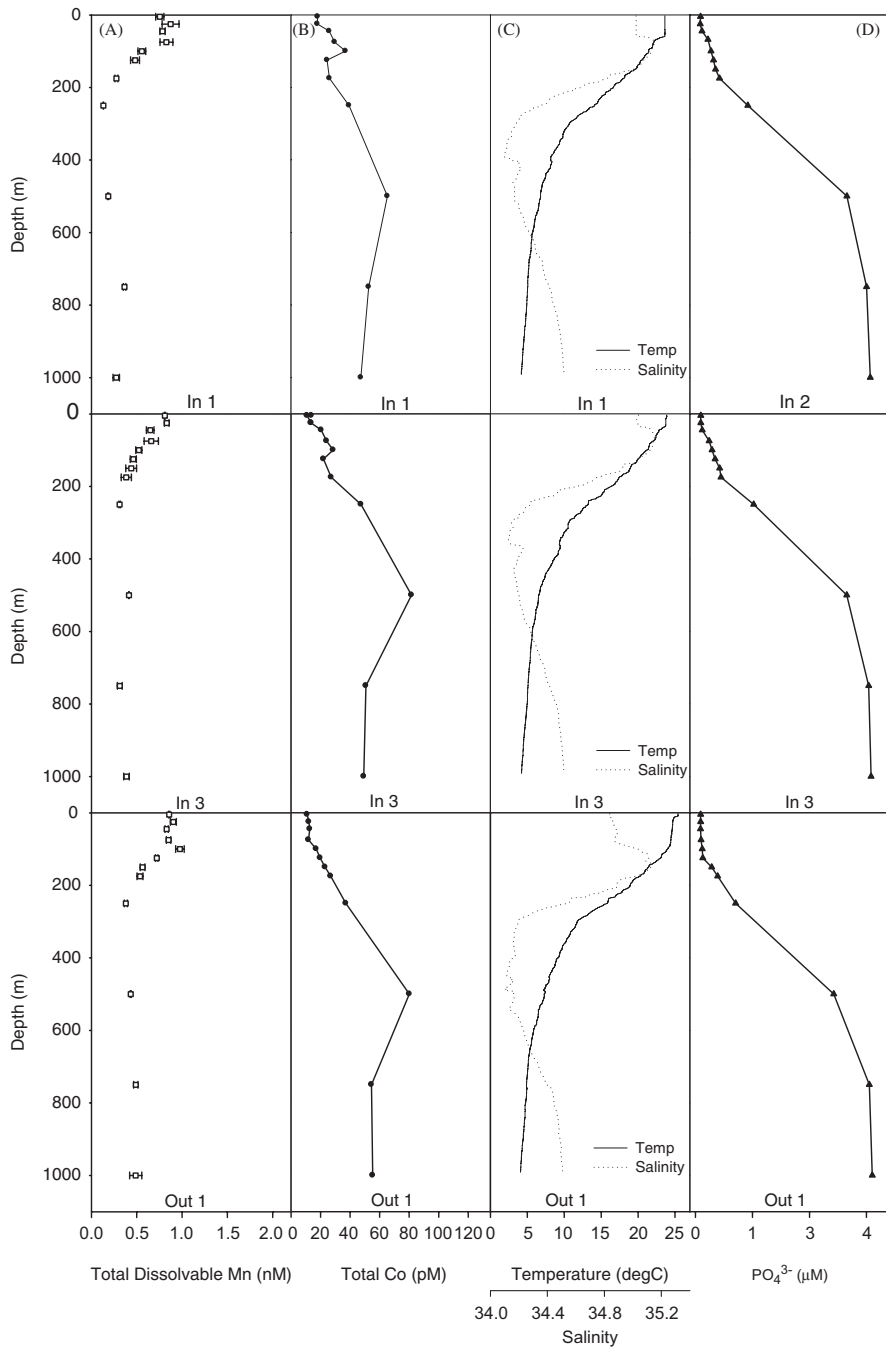 (A) (B) (C) (D)
0
200
400
600
800
1000
Depth (m)
Temp
Salinity
In 1 In 1 In 1 In 2
0
200
400
600
800
1000
Depth (m)
Temp
Salinity
In 3 In 3 In 3 In 3
0
200
400
600
800
1000
Depth (m)
Temp
Salinity
Out 1 Out 1 Out 1 Out 1
0.0 0.5 1.0 1.5 2.0 0 20 40 60 80 120 0 5 10 15 20 25 0 1 3 4
Total Dissolvable Mn (nM) Total Co (pM) Temperature (degC) PO₄³⁻ (μM)
34.0 34.4 34.8 35.2
Salinity